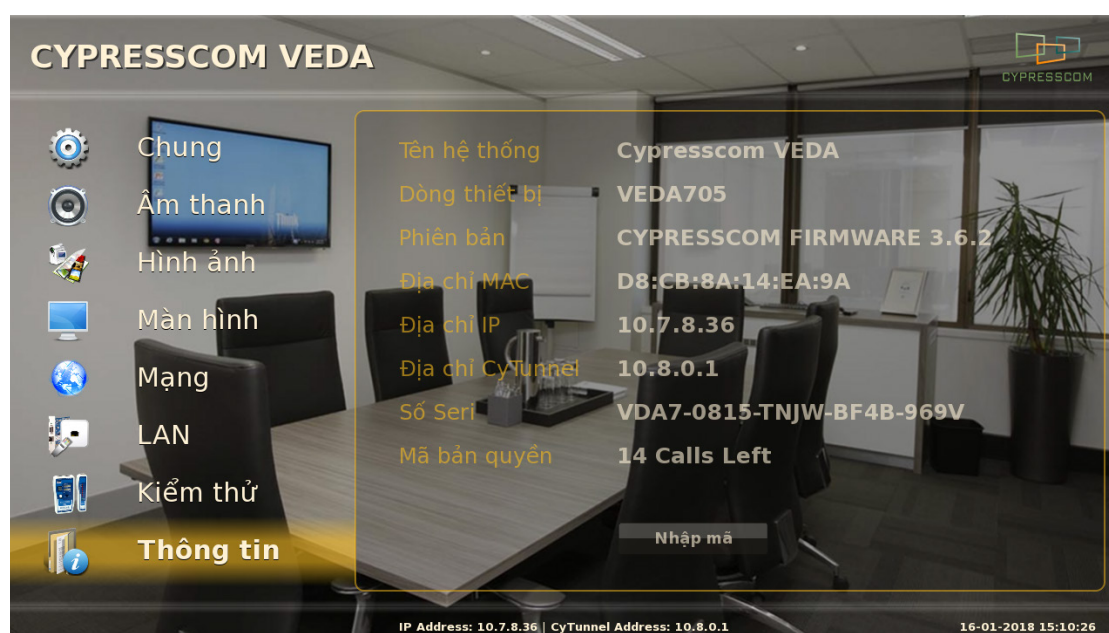 CYPRESSCOM VEDA
CYPRESSCOM
Chung
Âm thanh
Hình ảnh
Màn hình
Mạng
LAN
Kiểm thử
Thông tin
Tên hệ thống Cypresscom VEDA
Dòng thiết bị VEDA705
Phiên bản CYPRESSCOM FIRMWARE 3.6.2
Địa chỉ MAC D8:CB:8A:14:EA:9A
Địa chỉ IP 10.7.8.36
Địa chỉ CyTunnel 10.8.0.1
Số Seri VDA7-0815-TNJW-BF4B-969V
Mã bản quyền 14 Calls Left
Nhập mã
IP Address: 10.7.8.36 | CyTunnel Address: 10.8.0.1
16-01-2018 15:10:26